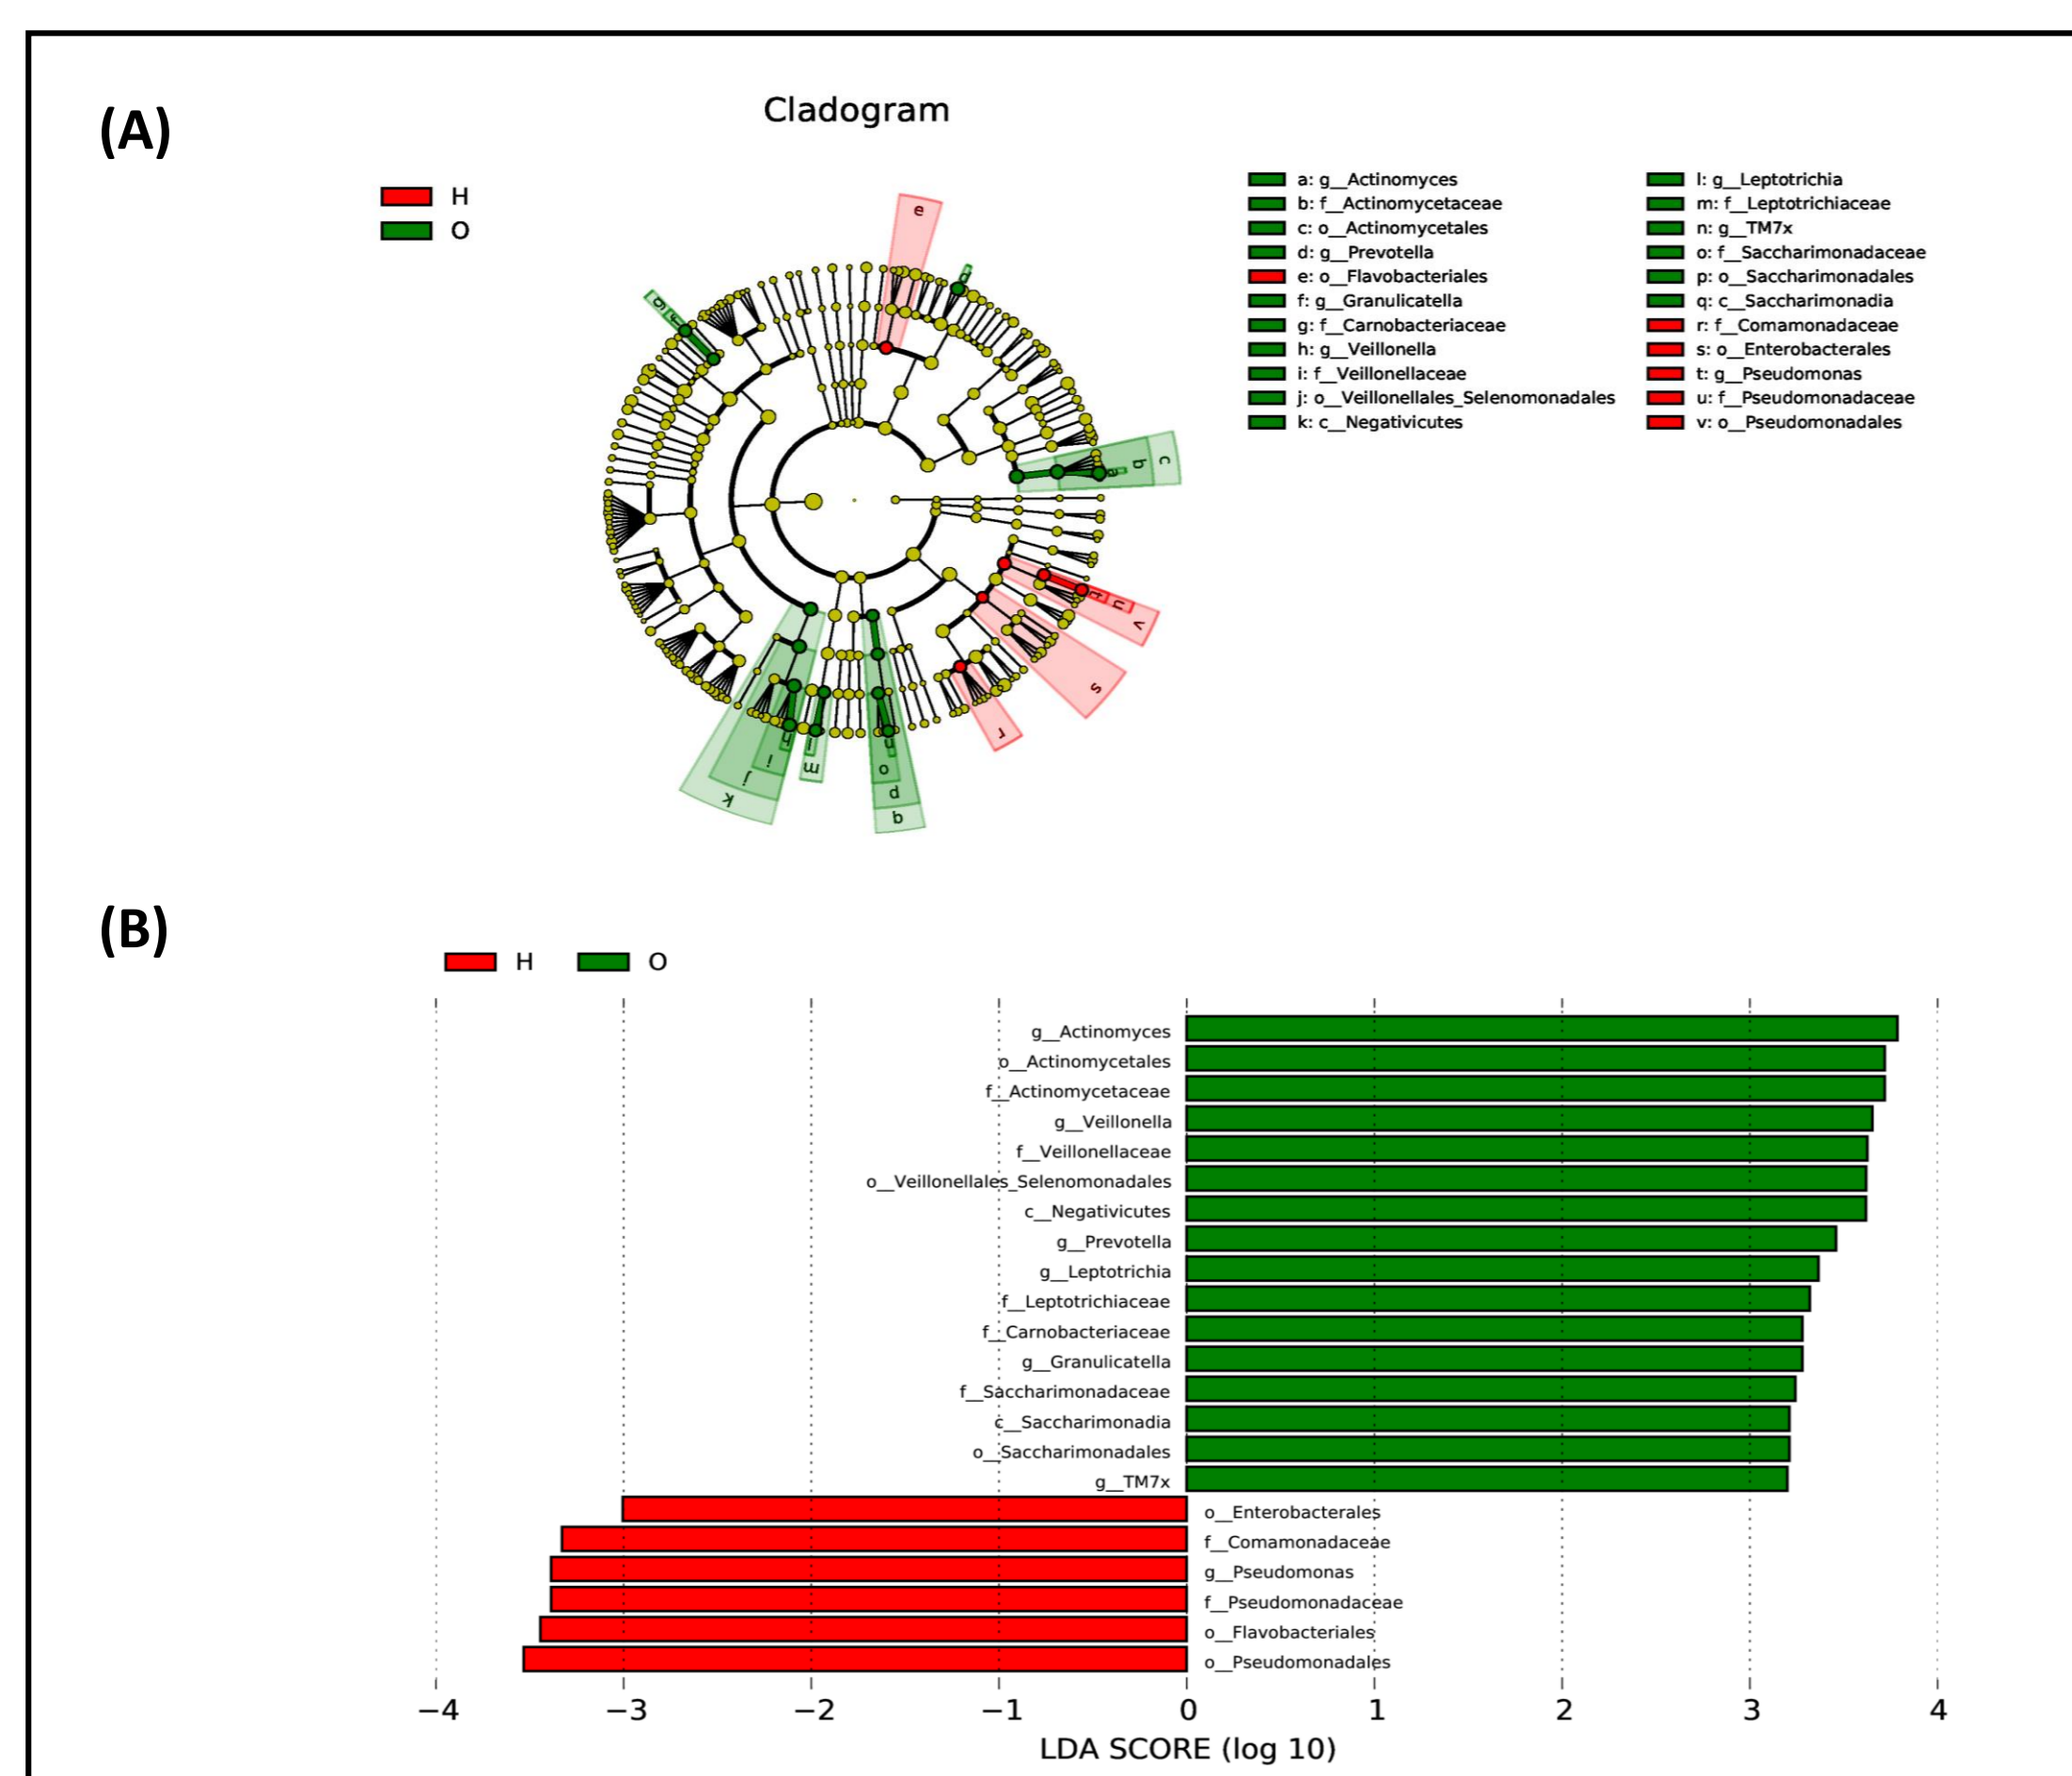 (A)
Cladogram
H
O
a: g__Actinomyces
b: f__Actinomycetaceae
c: o__Actinomycetales
d: g__Prevotella
e: o__Flavobacteriales
f: g__Granulicatella
g: f__Carnobacteriaceae
h: g__Veillonella
i: f__Veillonellaceae
j: o__Veillonellales_Selenomonadales
k: c__Negativicutes
l: g__Leptotrichia
m: f__Leptotrichiaceae
n: g__TM7x
o: f__Saccharimonadaceae
p: o__Saccharimonadales
q: c__Saccharimonadia
r: f__Comamonadaceae
s: o__Enterobacterales
t: g__Pseudomonas
u: f__Pseudomonadaceae
v: o__Pseudomonadales
e
d
g
f
c
b
a
t
u
v
s
r
n
o
p
q
l
m
h
i
j
k
(B)
H O
g__Actinomyces
o__Actinomycetales
f__Actinomycetaceae
g__Veillonella
f__Veillonellaceae
o__Veillonellales_Selenomonadales
c__Negativicutes
g__Prevotella
g__Leptotrichia
f__Leptotrichiaceae
f__Carnobacteriaceae
g__Granulicatella
f__Saccharimonadaceae
c__Saccharimonadia
o__Saccharimonadales
g__TM7x
o__Enterobacterales
f__Comamonadaceae
g__Pseudomonas
f__Pseudomonadaceae
o__Flavobacteriales
o__Pseudomonadales
−4 −3 −2 −1 0 1 2 3 4
LDA SCORE (log 10)